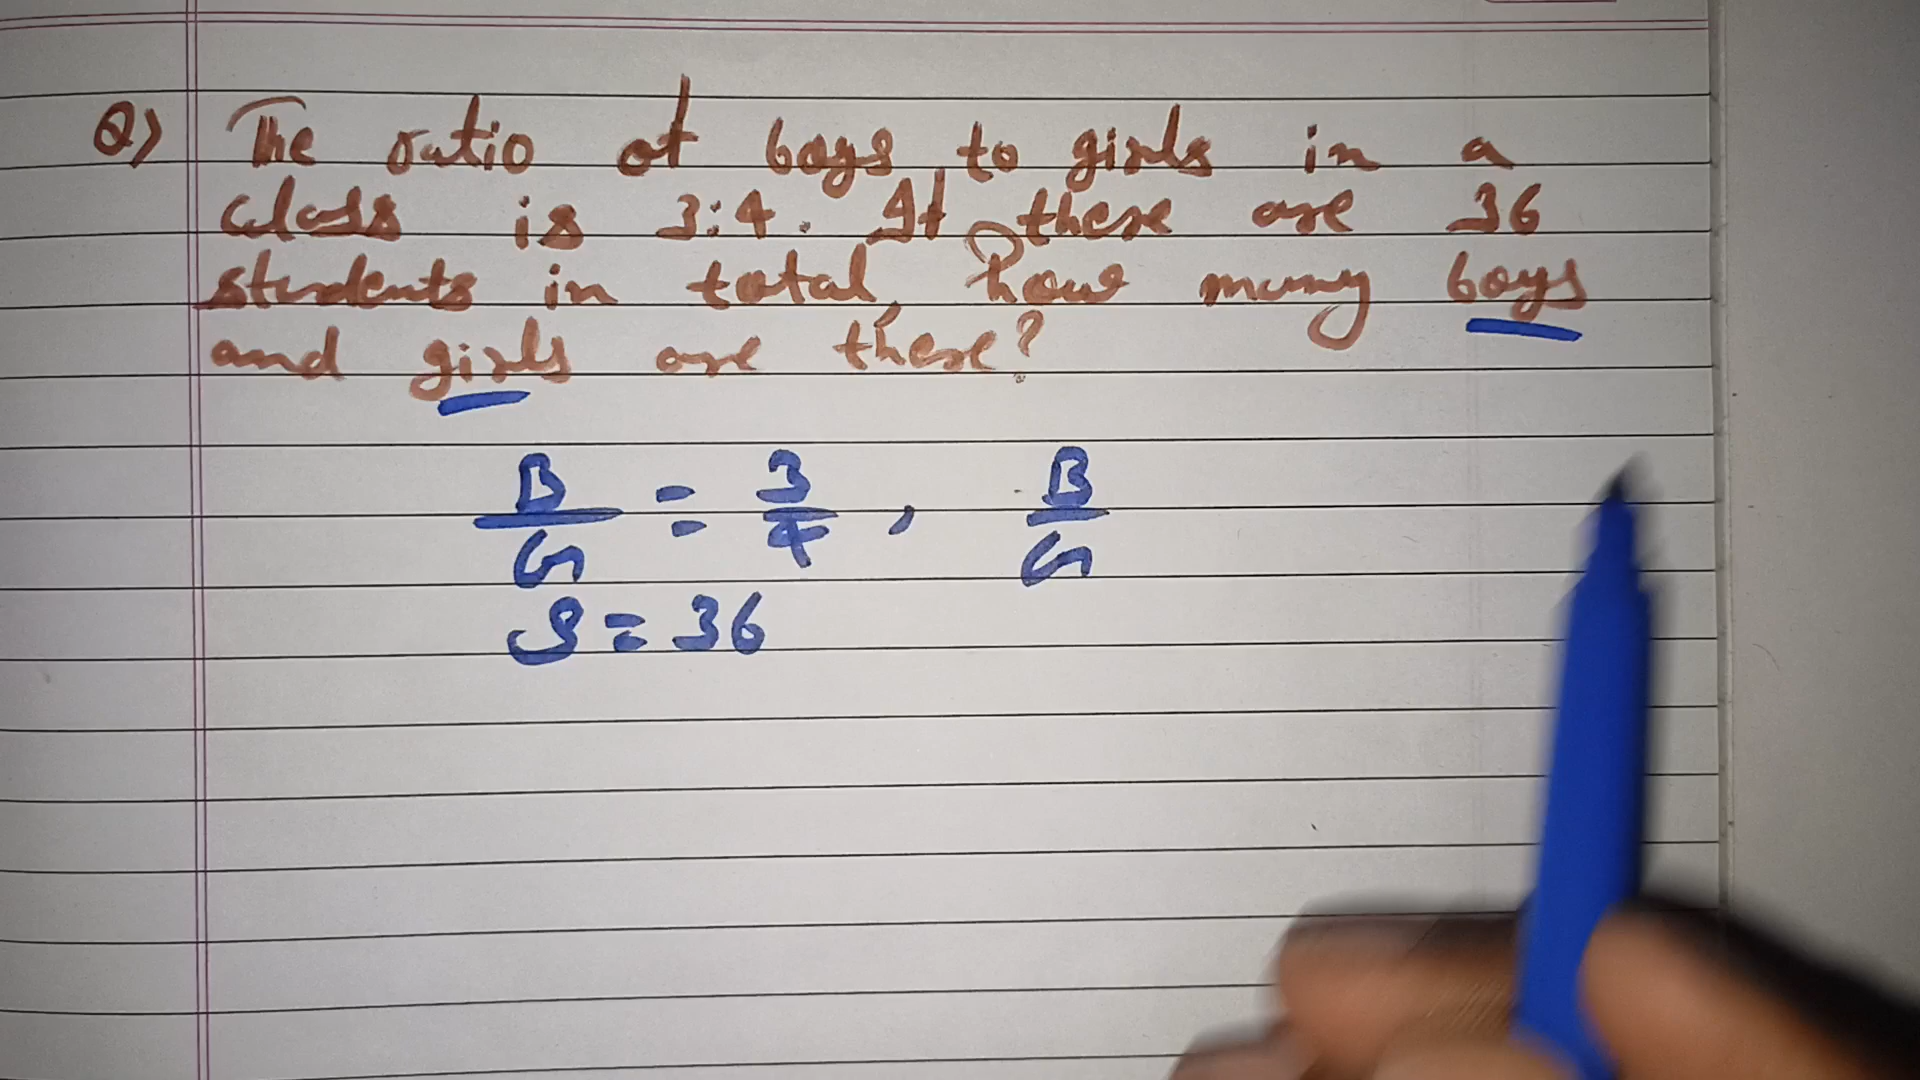 Q) The ratio of boys to girls in a
class is 3:4. If there are 36
students in total, how many boys
and girls are there?
B/G = 3/4, B/G
S = 36